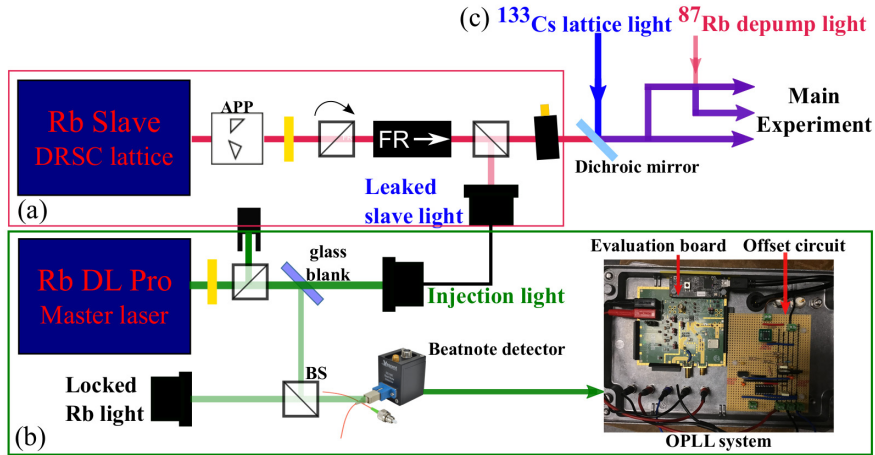 (c)
¹³³Cs lattice light
⁸⁷Rb depump light
Rb Slave
DRSC lattice
APP
FR
Main
Experiment
Dichroic mirror
Leaked
slave light
(a)
Rb DL Pro
Master laser
glass
blank
Injection light
Evaluation board
Offset circuit
Beatnote detector
BS
Locked
Rb light
(b)
OPLL system